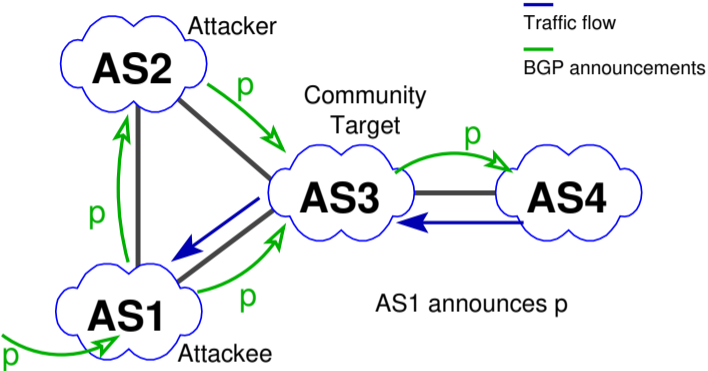 Attacker
AS2
Traffic flow
BGP announcements
p
Community
Target
p
AS3
AS4
p
p
AS1 announces p
AS1
Attackee
p